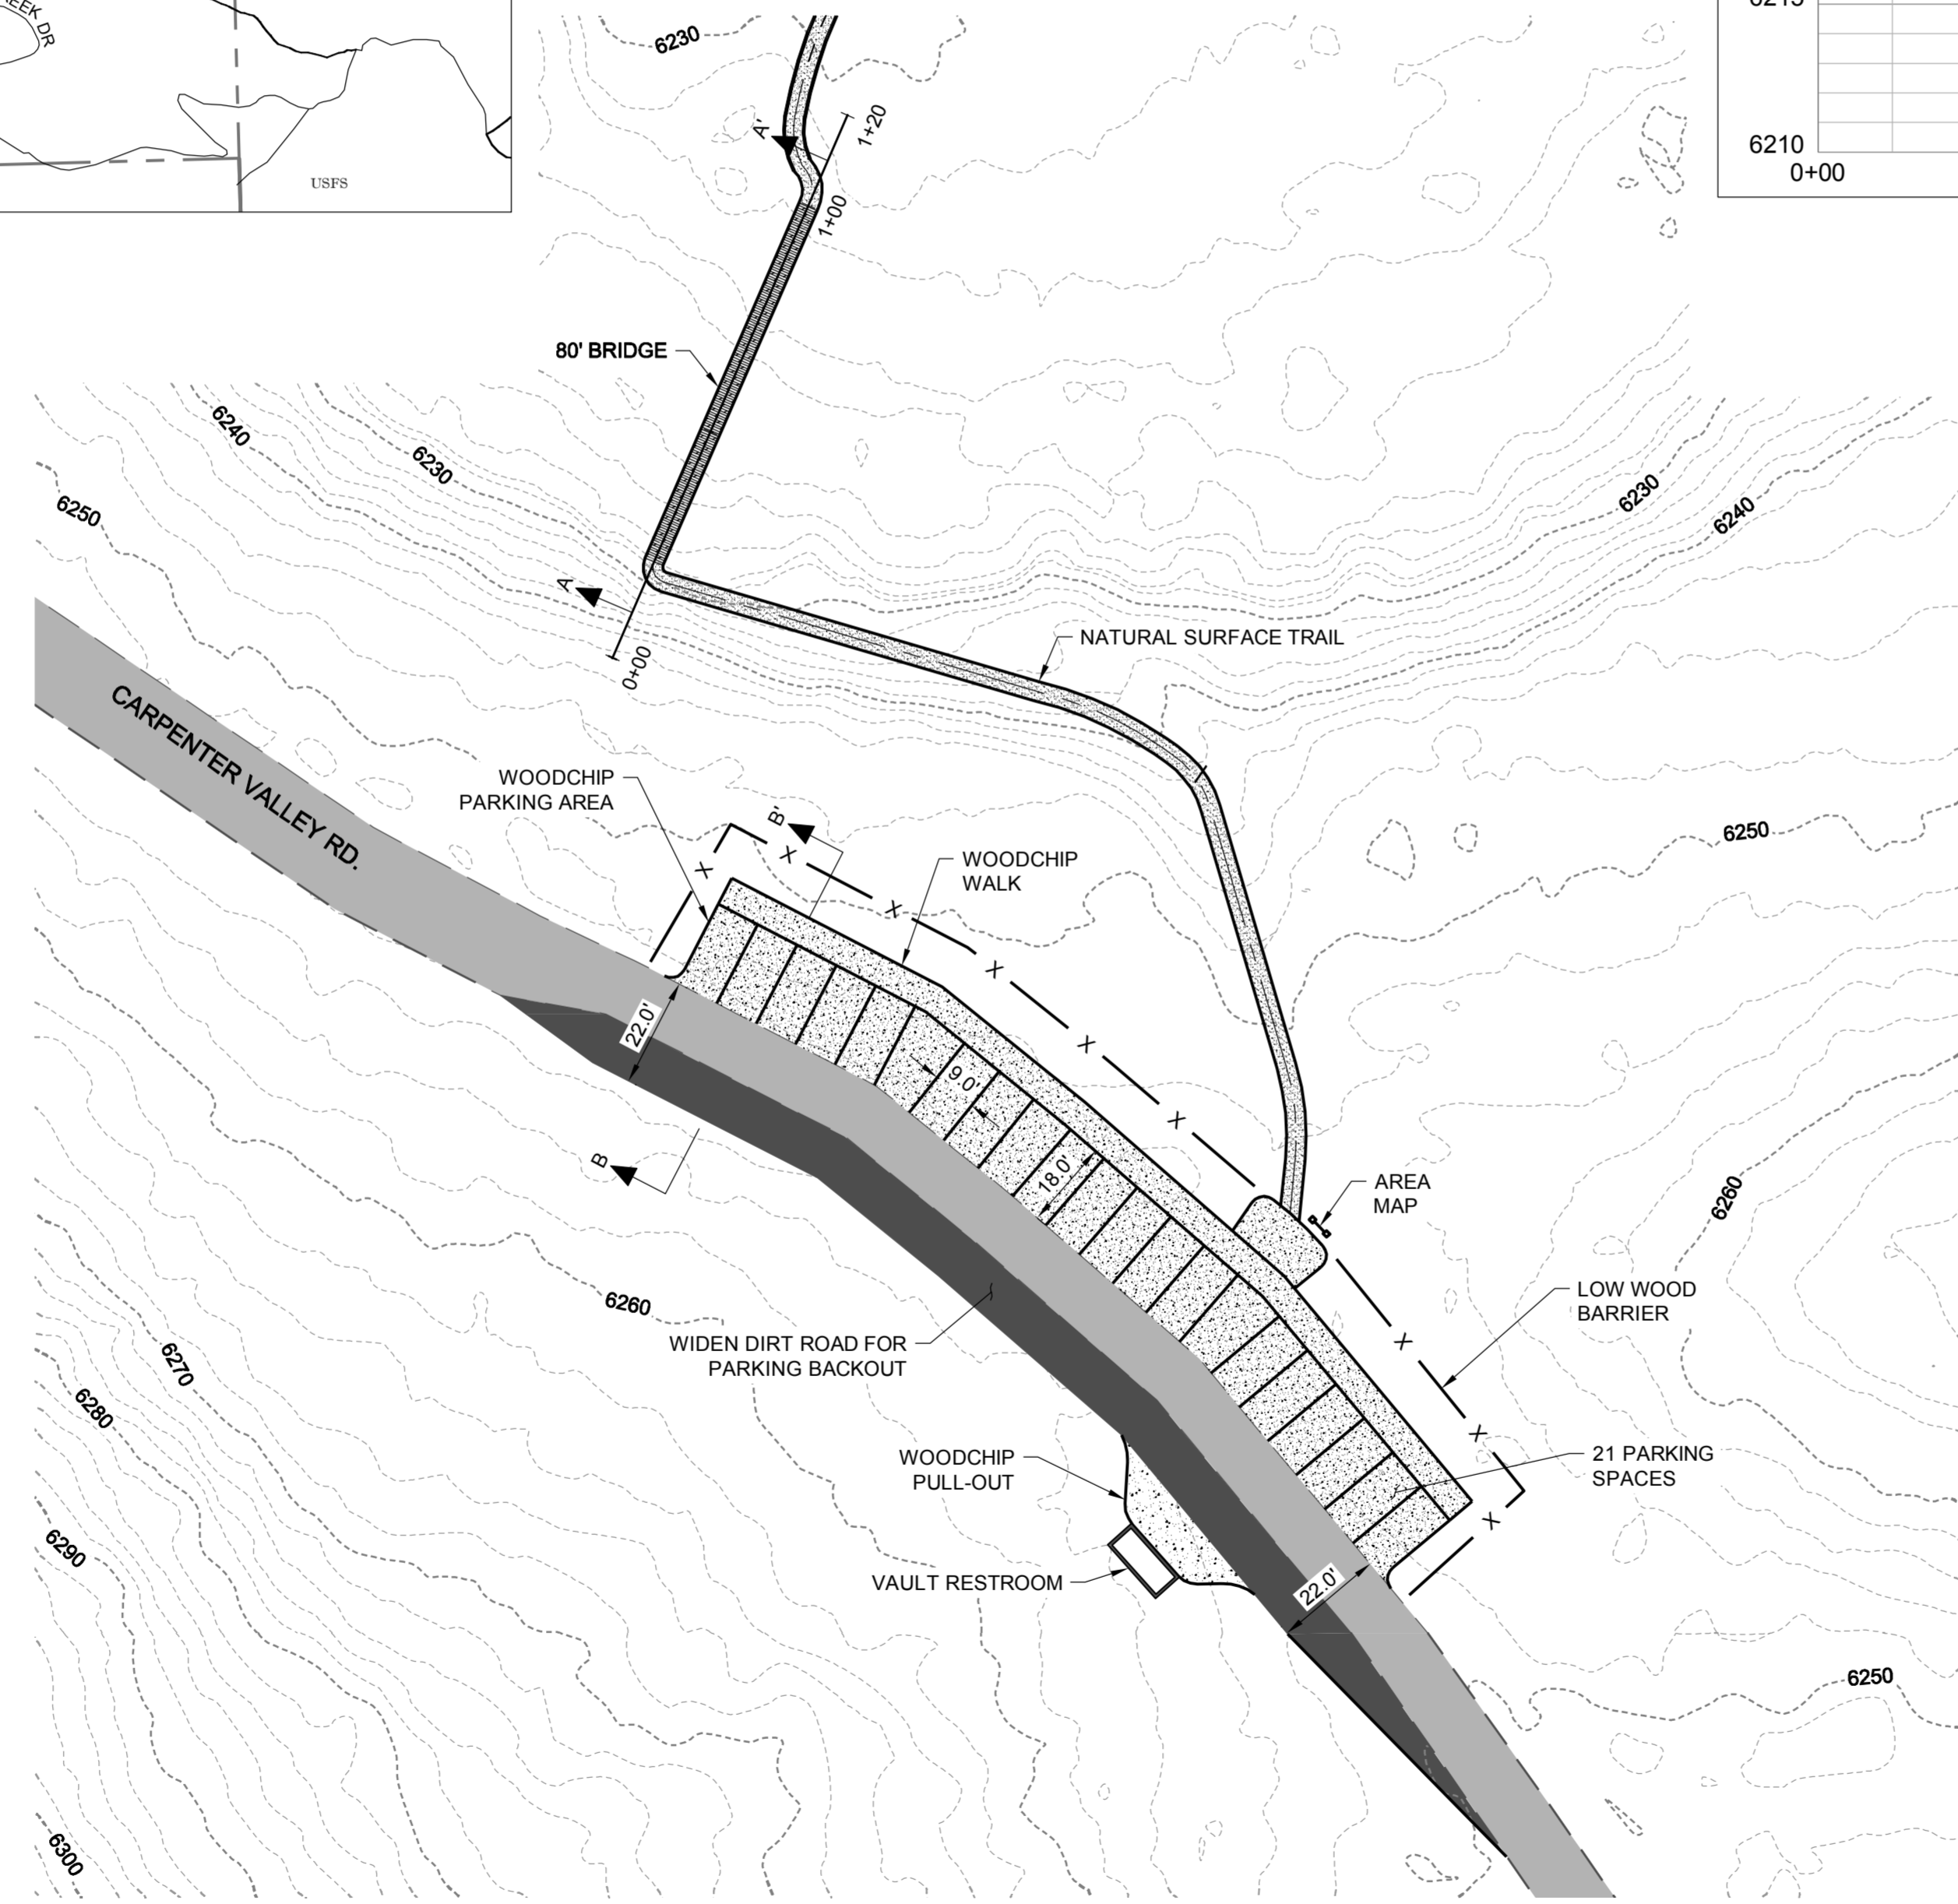 USFS
6230
6210
0+00
A'
1+20
1+00
80' BRIDGE
6240
6230
6250
6230
6240
A
0+00
NATURAL SURFACE TRAIL
CARPENTER VALLEY RD.
WOODCHIP
PARKING AREA
B'
X
X
WOODCHIP
WALK
6250
X
X
X
X
22.0'
9.0'
18.0'
B
AREA
MAP
6260
LOW WOOD
BARRIER
6260
WIDEN DIRT ROAD FOR
PARKING BACKOUT
X
6270
6280
X
WOODCHIP
PULL-OUT
21 PARKING
SPACES
X
6290
VAULT RESTROOM
22.0'
6250
6300